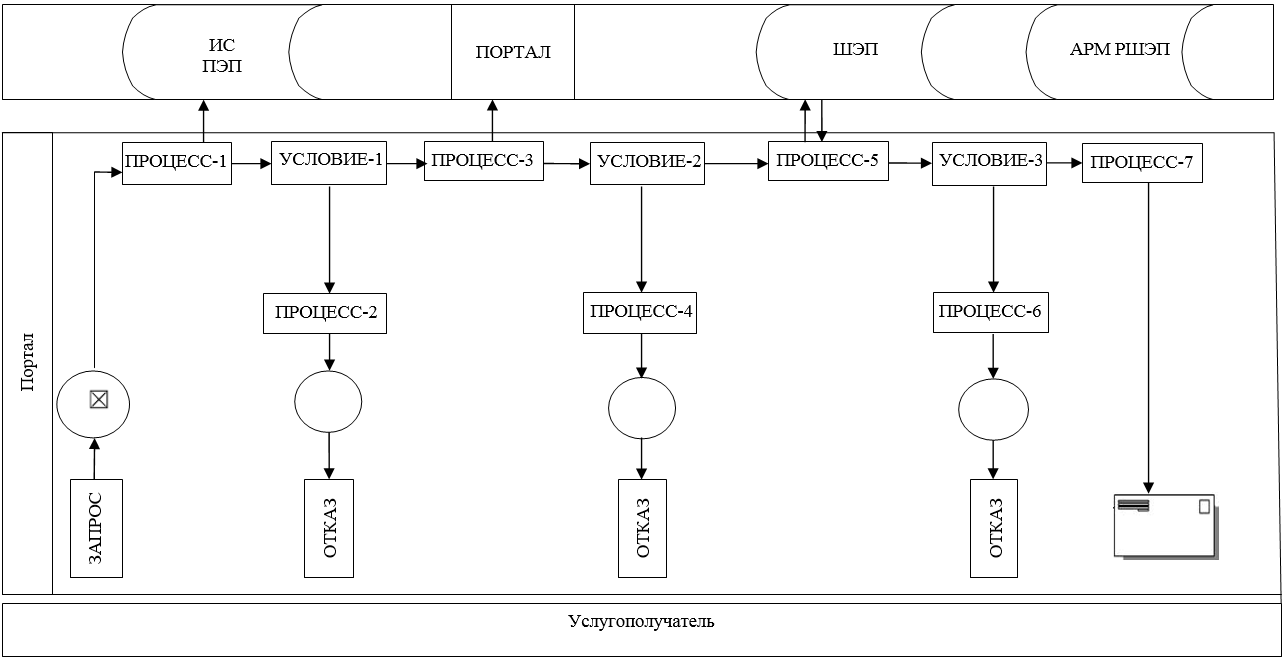 ИС
ПЭП
ПОРТАЛ
ШЭП
АРМ РШЭП
ПРОЦЕСС-1
УСЛОВИЕ-1
ПРОЦЕСС-3
УСЛОВИЕ-2
ПРОЦЕСС-5
УСЛОВИЕ-3
ПРОЦЕСС-7
ПРОЦЕСС-2
ПРОЦЕСС-4
ПРОЦЕСС-6
Портал
ЗАПРОС
ОТКАЗ
ОТКАЗ
ОТКАЗ
Услугополучатель